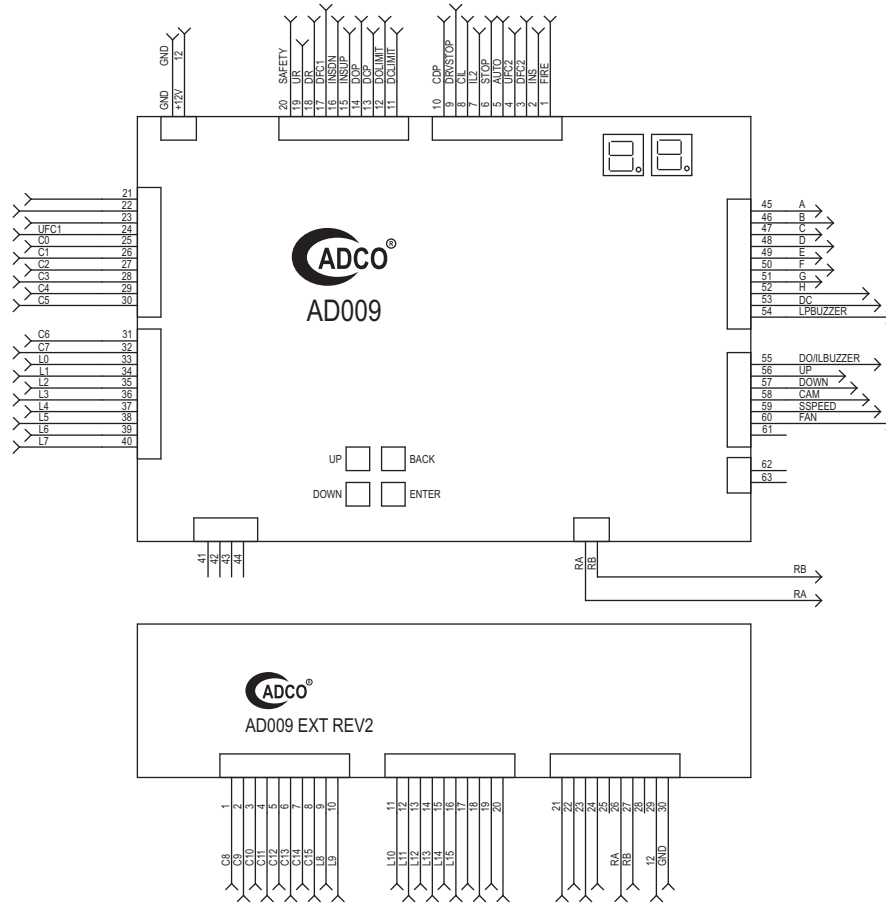 GND 12
GND +12V
SAFETY UR DR DFC1 INSDN INSUP DOP DCP DOLIMIT DCLIMIT
20 19 18 17 16 15 14 13 12 11
CDP DRVSTOP CIL IL2 STOP AUTO UFC2 DFC2 INS FIRE
10 9 8 7 6 5 4 3 2 1
8. 8.
21
22
23
UFC1 24
C0 25
C1 26
C2 27
C3 28
C4 29
C5 30
C6 31
C7 32
L0 33
L1 34
L2 35
L3 36
L4 37
L5 38
L6 39
L7 40
ADCO®
AD009
45 A
46 B
47 C
48 D
49 E
50 F
51 G
52 H
53 DC
54 LPBUZZER
55 DO/ILBUZZER
56 UP
57 DOWN
58 CAM
59 SSPEED
60 FAN
61
62
63
UP BACK
DOWN ENTER
41 42 43 44
RA RB
RB
RA
ADCO®
AD009 EXT REV2
1 2 3 4 5 6 7 8 9 10
C8 C9 C10 C11 C12 C13 C14 C15 L8 L9
11 12 13 14 15 16 17 18 19 20
L10 L11 L12 L13 L14 L15
21 22 23 24 25 26 27 28 29 30
RA RB 12 GND